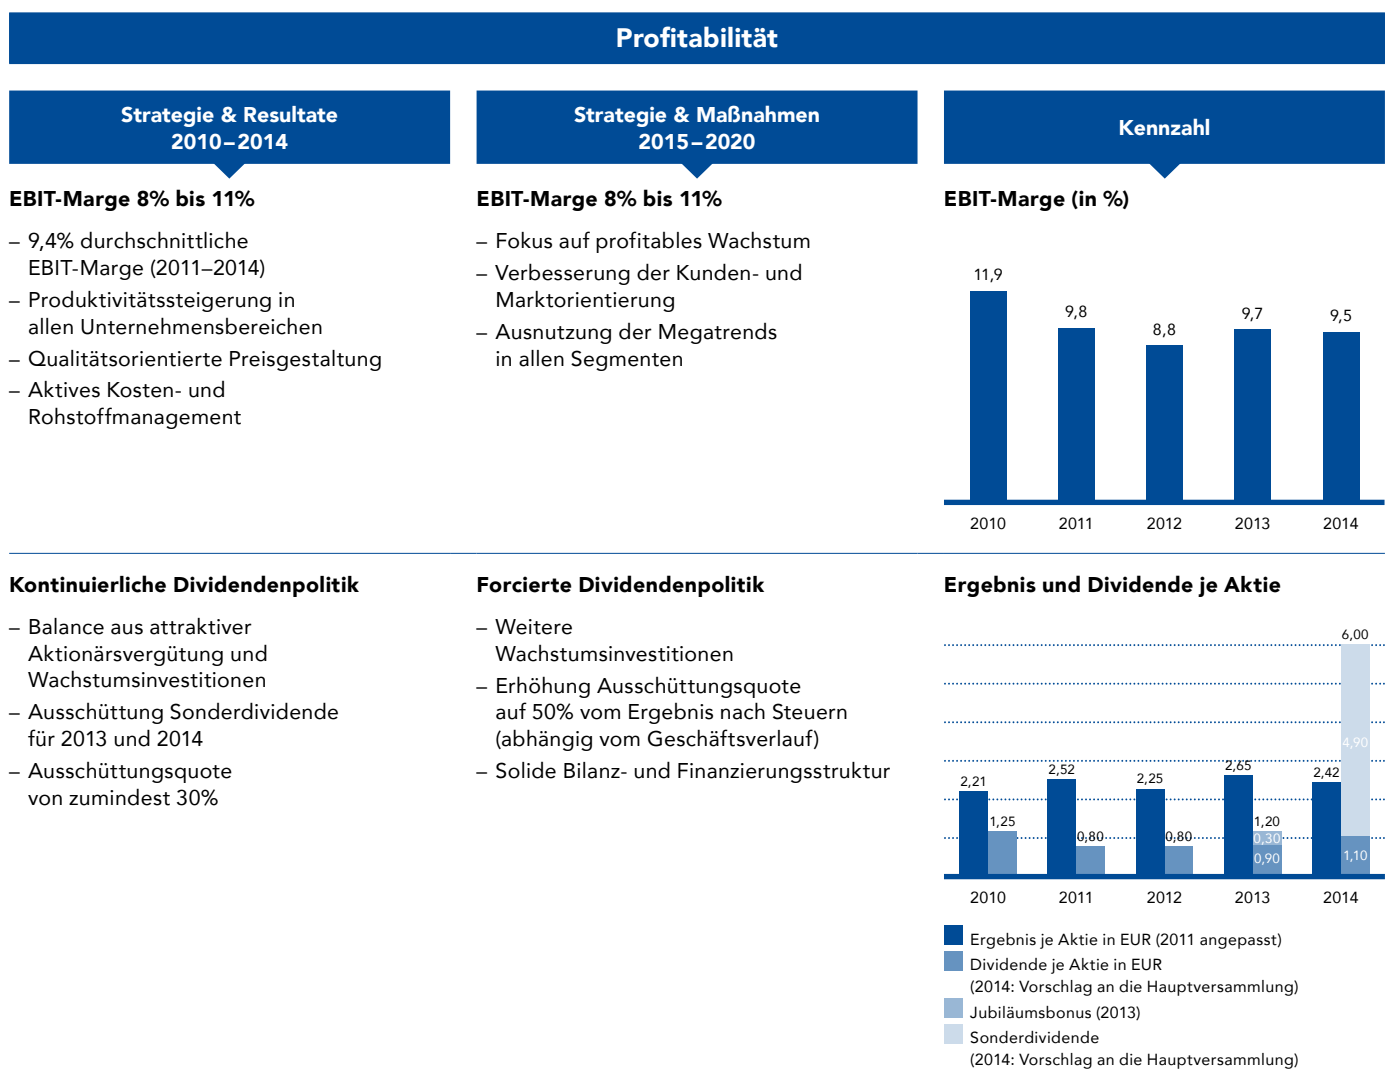 Profitabilität
Strategie & Resultate
2010–2014
EBIT-Marge 8% bis 11%
– 9,4% durchschnittliche
EBIT-Marge (2011–2014)
– Produktivitätssteigerung in
allen Unternehmensbereichen
– Qualitätsorientierte Preisgestaltung
– Aktives Kosten- und
Rohstoffmanagement
Strategie & Maßnahmen
2015–2020
EBIT-Marge 8% bis 11%
– Fokus auf profitables Wachstum
– Verbesserung der Kunden- und
Marktorientierung
– Ausnutzung der Megatrends
in allen Segmenten
Kennzahl
EBIT-Marge (in %)
11,9
9,8
8,8
9,7
9,5
2010 2011 2012 2013 2014
Kontinuierliche Dividendenpolitik
– Balance aus attraktiver
Aktionärsvergütung und
Wachstumsinvestitionen
– Ausschüttung Sonderdividende
für 2013 und 2014
– Ausschüttungsquote
von zumindest 30%
Forcierte Dividendenpolitik
– Weitere
Wachstumsinvestitionen
– Erhöhung Ausschüttungsquote
auf 50% vom Ergebnis nach Steuern
(abhängig vom Geschäftsverlauf)
– Solide Bilanz- und Finanzierungsstruktur
Ergebnis und Dividende je Aktie
6,00
4,90
2,21
2,52
2,25
2,65
2,42
1,25
0,80
0,80
1,20
0,30
0,90
1,10
2010 2011 2012 2013 2014
Ergebnis je Aktie in EUR (2011 angepasst)
Dividende je Aktie in EUR
(2014: Vorschlag an die Hauptversammlung)
Jubiläumsbonus (2013)
Sonderdividende
(2014: Vorschlag an die Hauptversammlung)